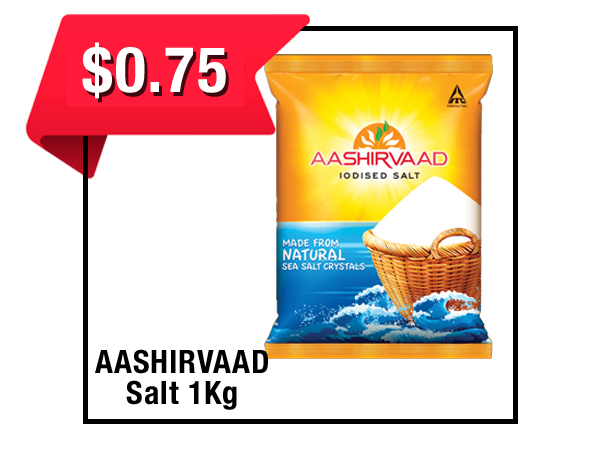 $0.75
AASHIRVAAD
IODISED SALT
MADE FROM
NATURAL
SEA SALT CRYSTALS
AASHIRVAAD
Salt 1Kg